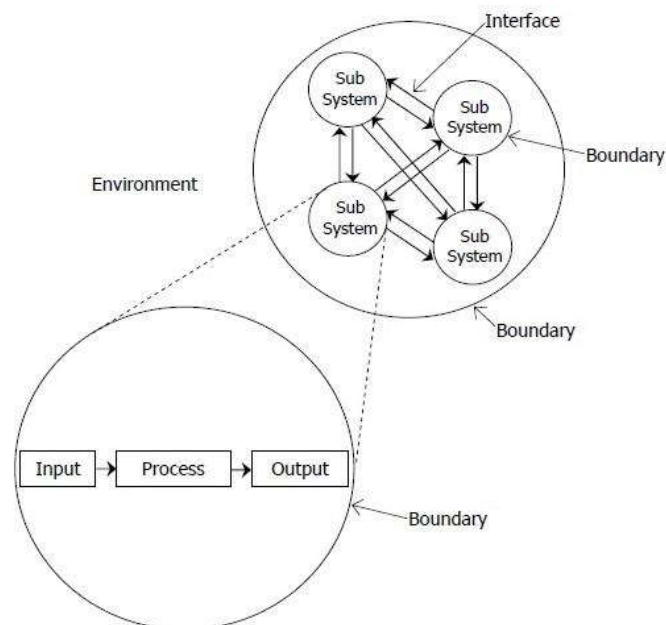 Interface
Sub
System
Sub
System
Boundary
Environment
Sub
System
Sub
System
Boundary
Input
Process
Output
Boundary